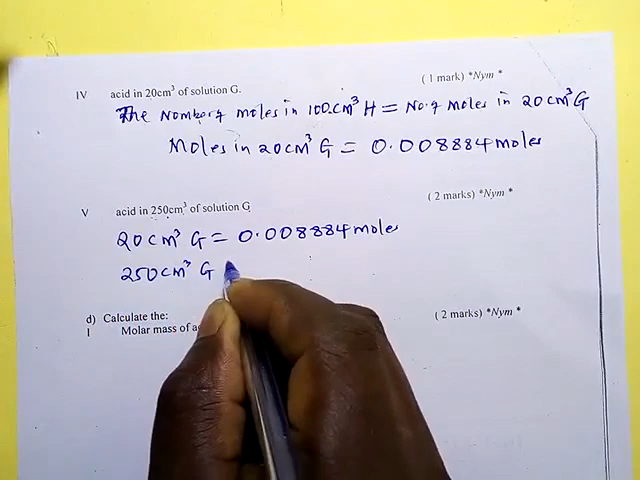 IV acid in 20cm³ of solution G. ( 1 mark) *Nym *
The Number of moles in 100cm³ H = No. of moles in 20cm³ G
Moles in 20cm³ G = 0.008884 moles
V acid in 250cm³ of solution G ( 2 marks) *Nym *
20cm³ G = 0.008884 moles
250cm³ G
d) Calculate the: ( 2 marks) *Nym *
I Molar mass of